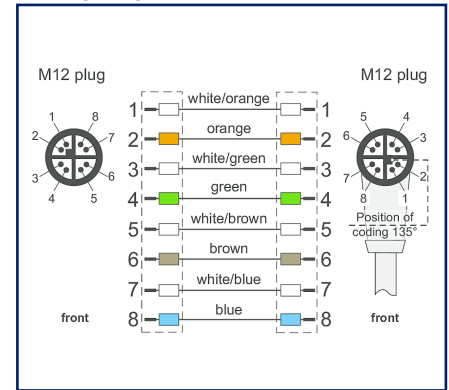 M12 plug
M12 plug
1 8
2 7
3 6
4 5
5 4
6 3
7 2
8 1
1 white/orange 1
2 orange 2
3 white/green 3
4 green 4
5 white/brown 5
6 brown 6
7 white/blue 7
8 blue 8
Position of
coding 135°
front
front